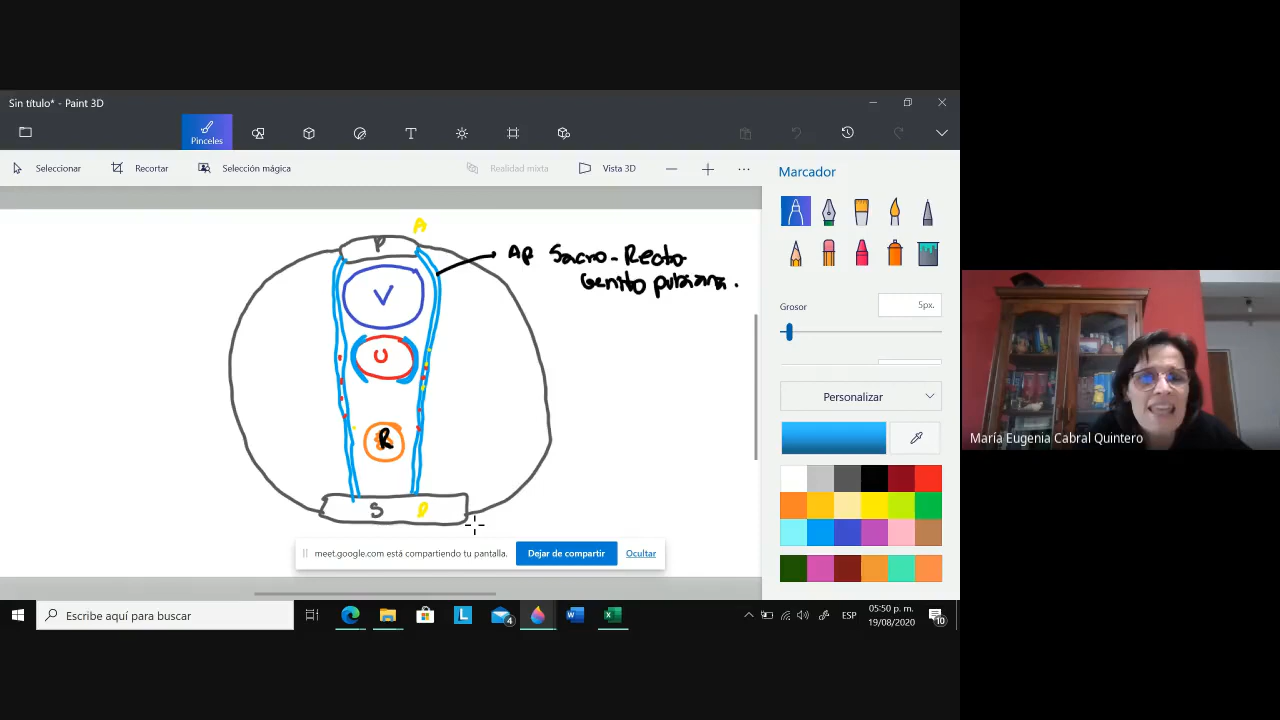 Sin título* - Paint 3D
Pinceles
Seleccionar
Recortar
Selección mágica
Realidad mixta
Vista 3D
Marcador
A
P
Ap Sacro-Recto
Genito pubiana.
V
U
R
S
Grosor
5px.
Personalizar
meet.google.com está compartiendo tu pantalla.
Dejar de compartir
Ocultar
María Eugenia Cabral Quintero
Escribe aquí para buscar
L
4
ESP
05:50 p. m.
19/08/2020
10